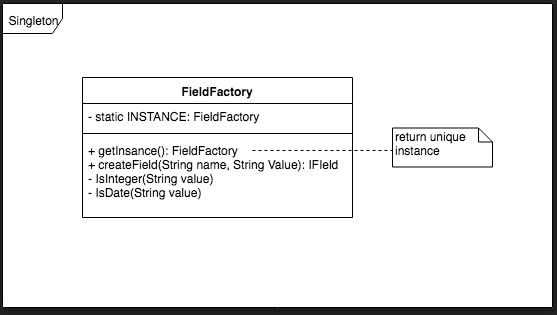 Singleton
FieldFactory
- static INSTANCE: FieldFactory
+ getInsance(): FieldFactory
return unique
instance
+ createField(String name, String Value): IFIeld
- IsInteger(String value)
- IsDate(String value)